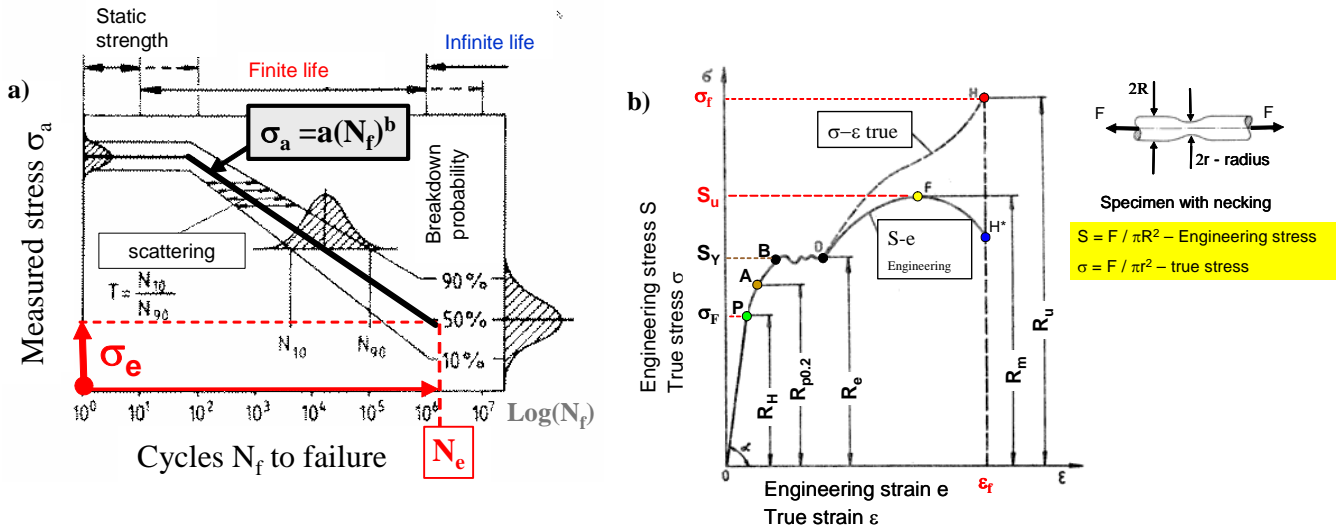 Static
strength
Infinite life
Finite life
a)
σa =a(Nf)^b
Measured stress σa
Breakdown
probability
scattering
T = N10 / N90
90%
50%
10%
N10
N90
σe
10^0
10^1
10^2
10^3
10^4
10^5
10^6
10^7
Log(Nf)
Cycles Nf to failure
Ne
b)
Engineering stress S
True stress σ
σ
σf
H
σ–ε true
Su
F
S-e
Engineering
H*
SY
B
D
A
σF
P
RH
Rp0.2
Re
Rm
Ru
α
0
εf
ε
Engineering strain e
True strain ε
2R
F
F
2r - radius
Specimen with necking
S = F / πR² – Engineering stress
σ = F / πr² – true stress